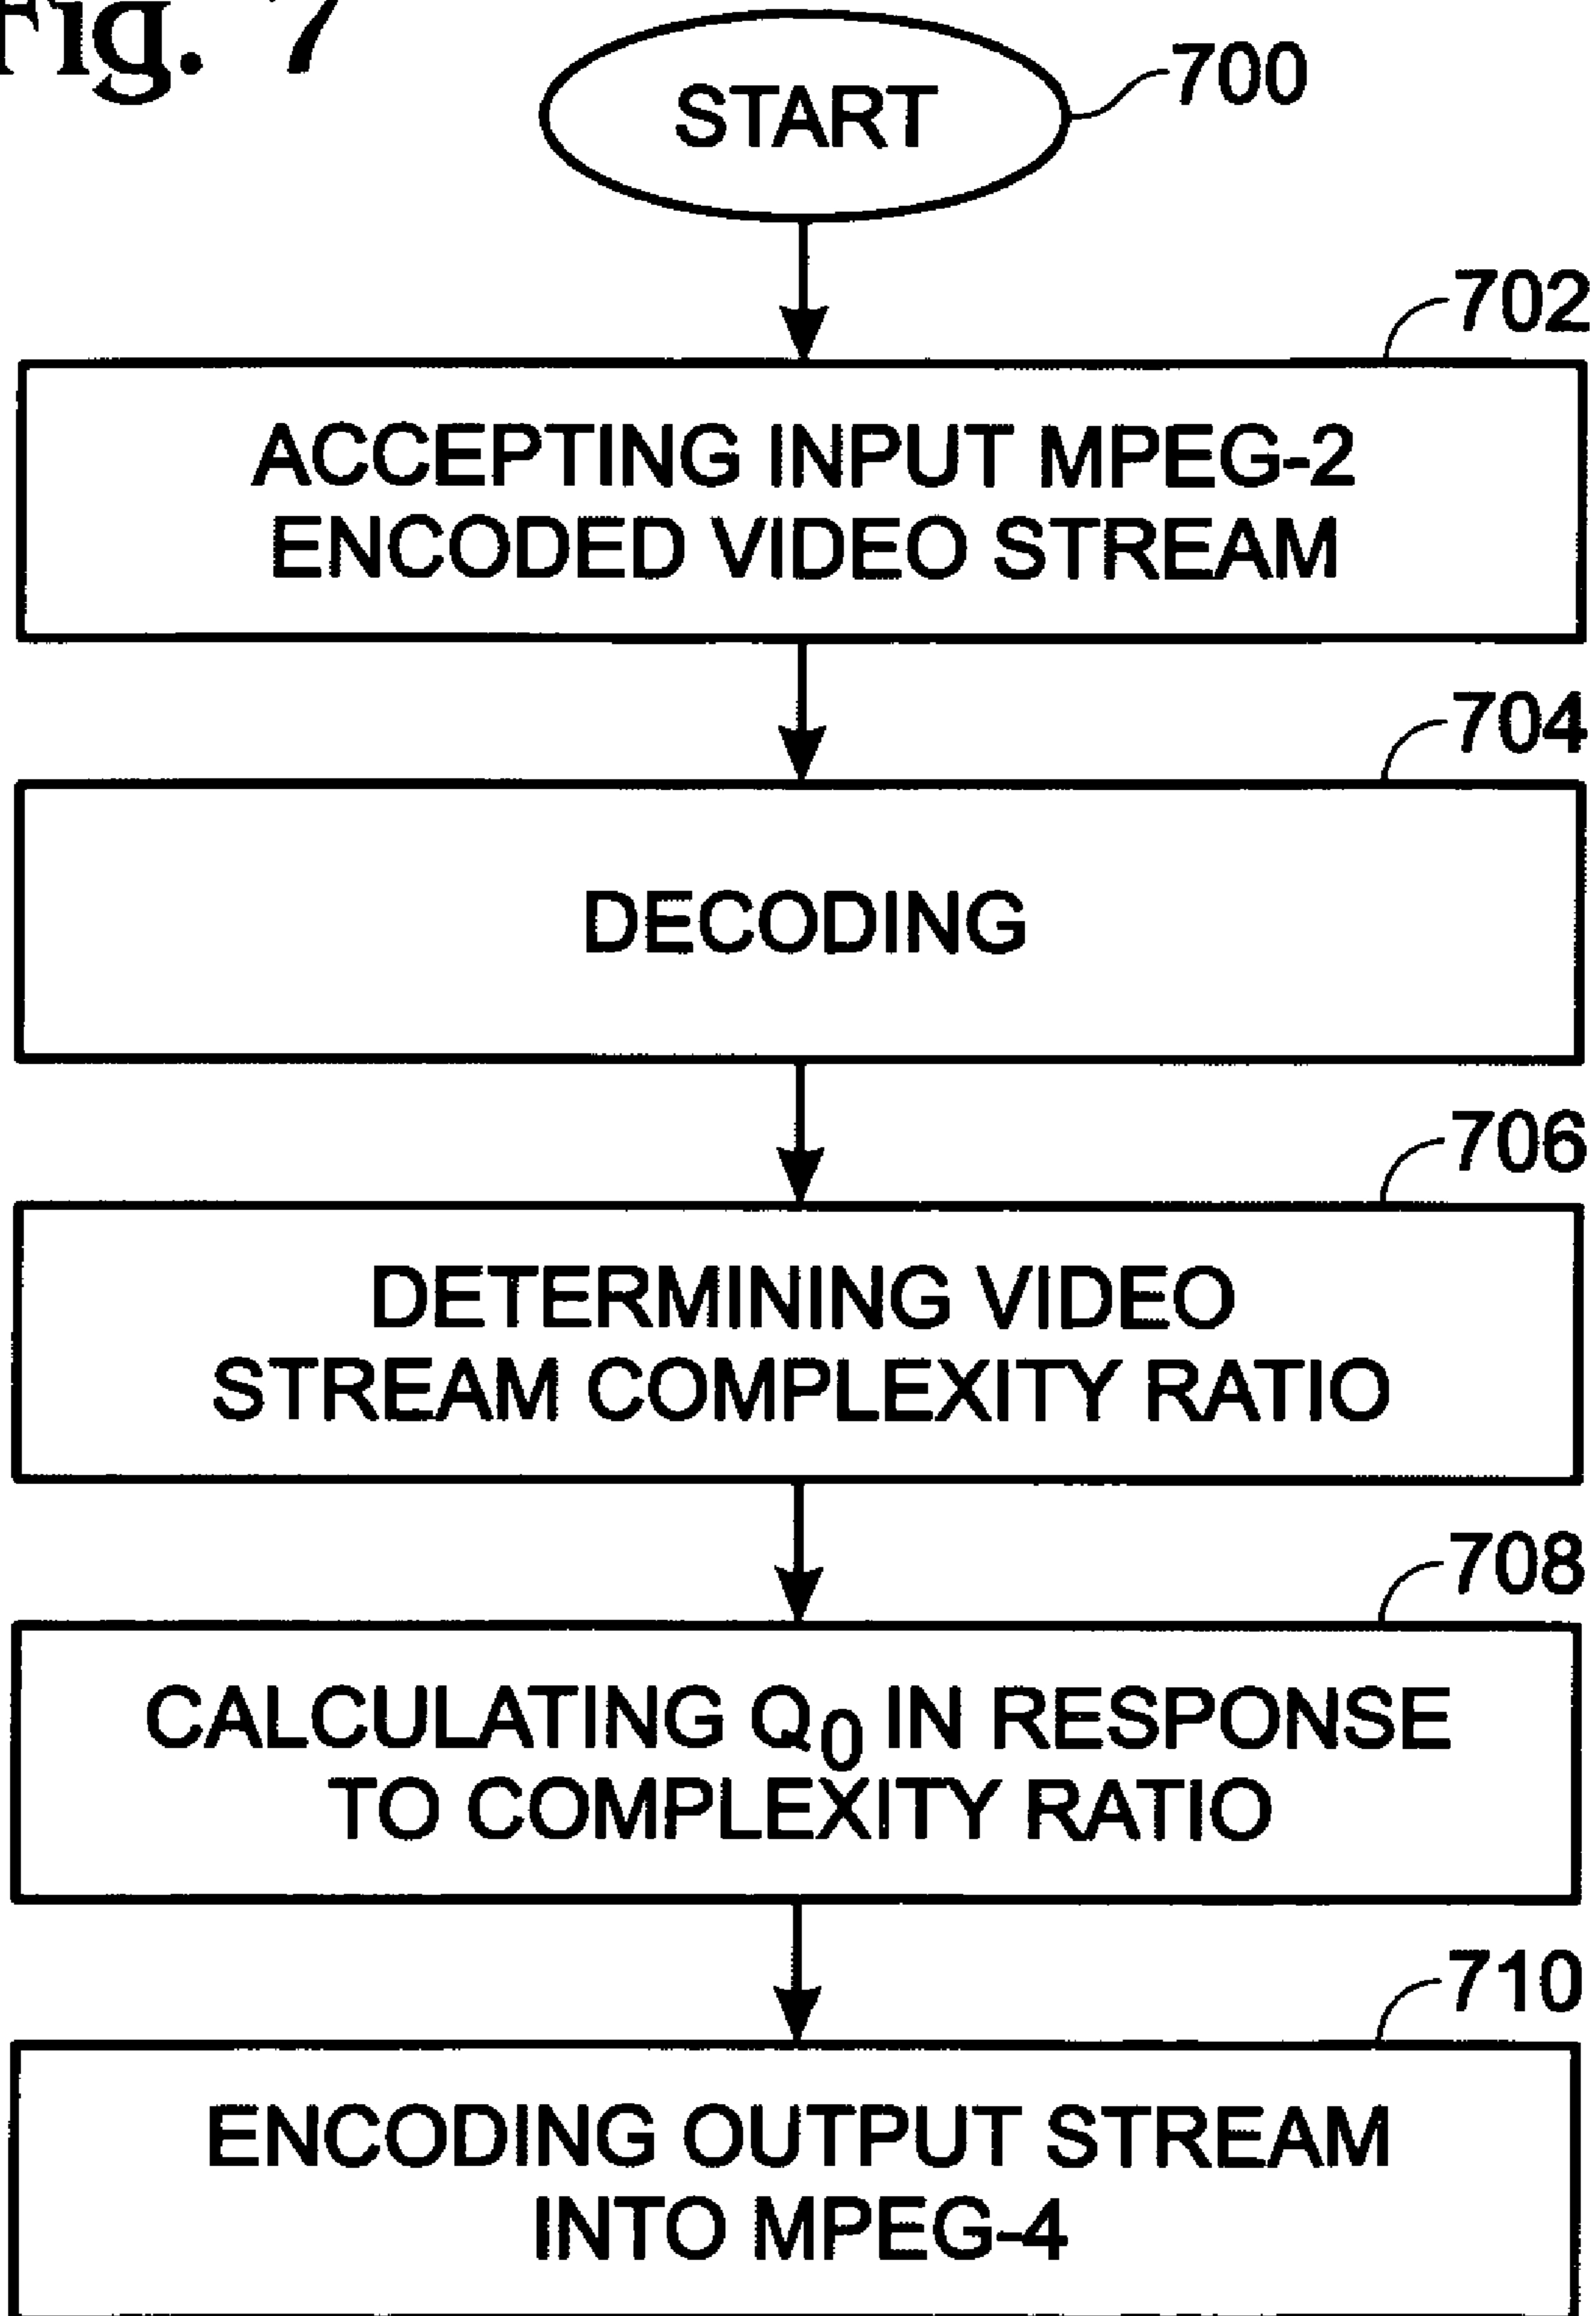 Fig. 7
START
700
702
ACCEPTING INPUT MPEG-2
ENCODED VIDEO STREAM
704
DECODING
706
DETERMINING VIDEO
STREAM COMPLEXITY RATIO
708
CALCULATING Q0 IN RESPONSE
TO COMPLEXITY RATIO
710
ENCODING OUTPUT STREAM
INTO MPEG-4